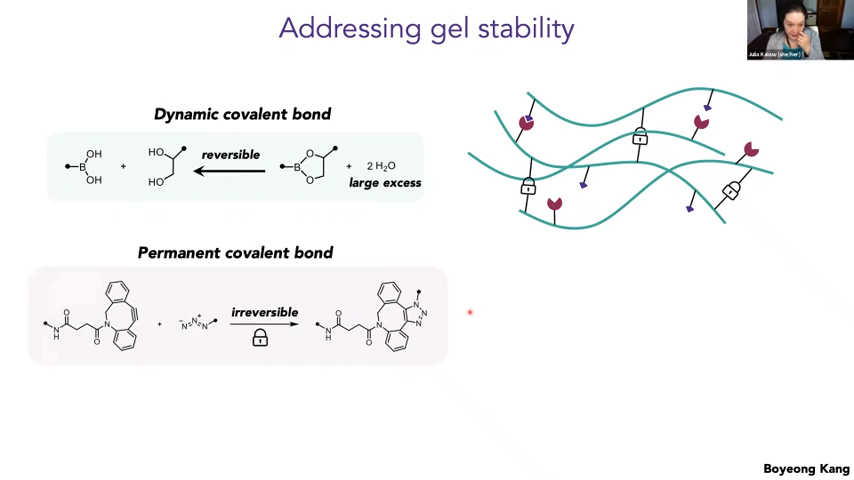 Addressing gel stability
Julia Kalow (she/her)
Dynamic covalent bond
OH
B
OH
+
HO
HO
reversible
O
B
O
+ 2 H₂O
large excess
Permanent covalent bond
O
N
H
O
N
+
N N N
- +
irreversible
O
N
H
O
N
N
N
N
Boyeong Kang